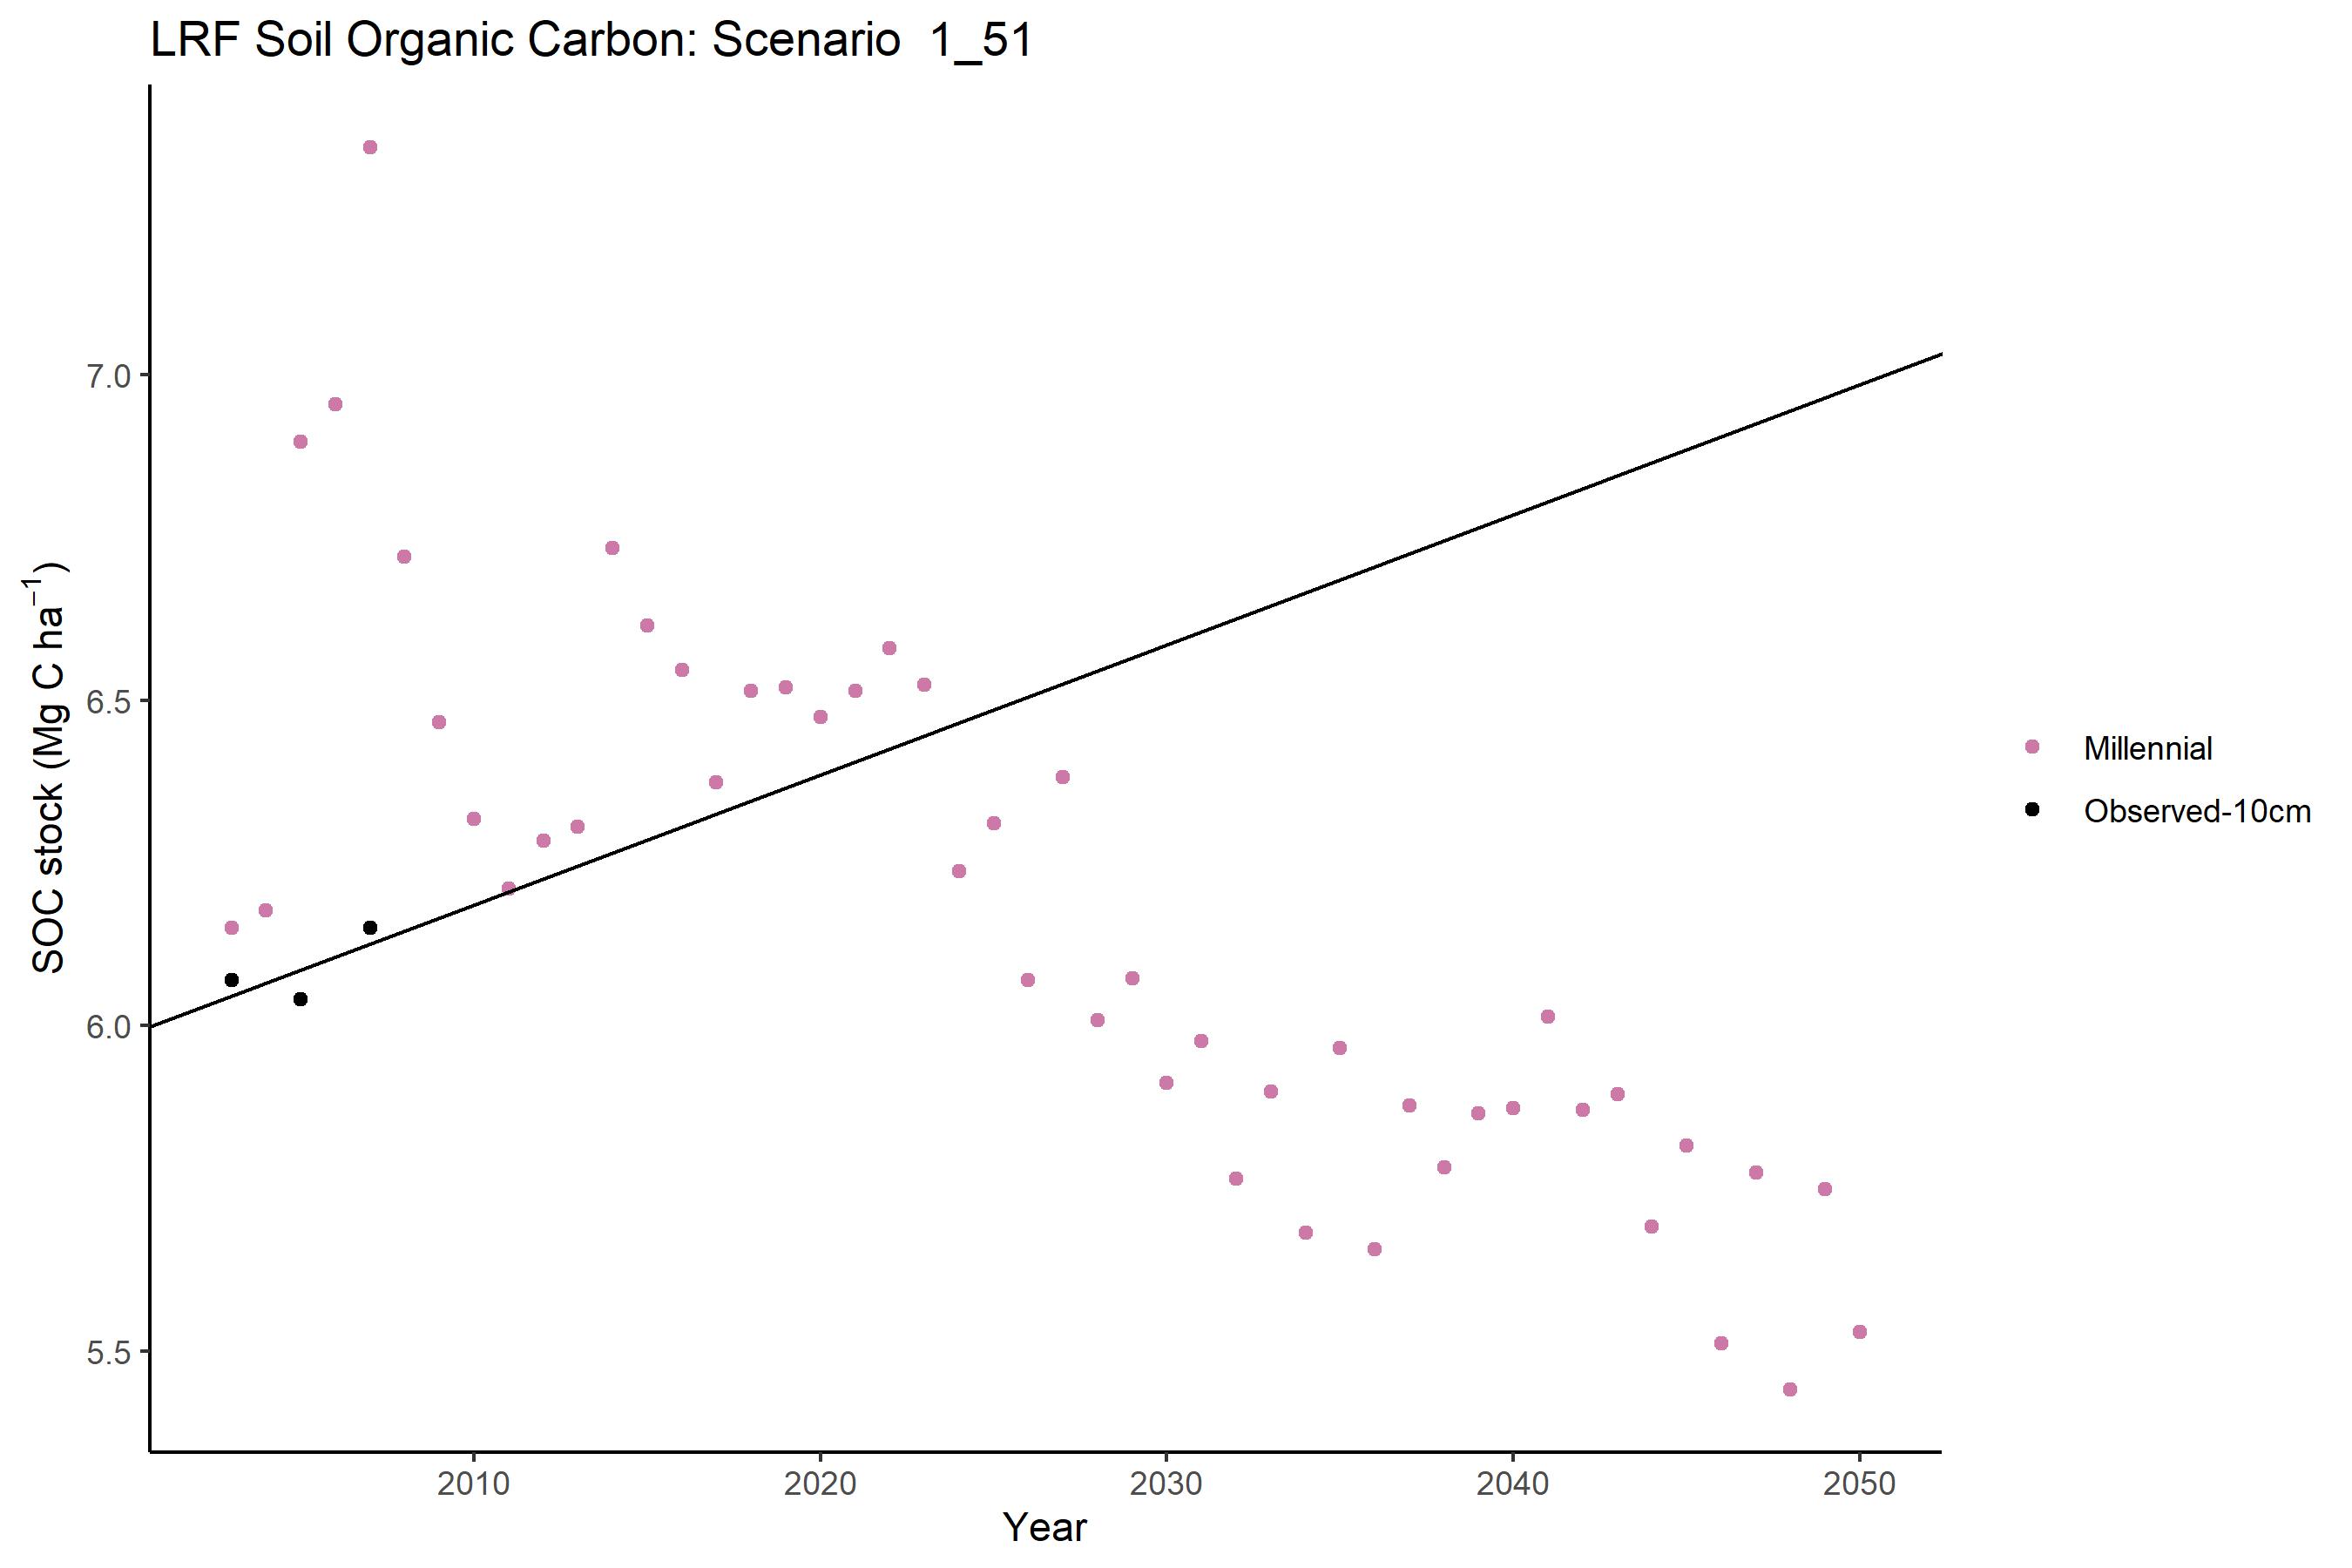 LRF Soil Organic Carbon: Scenario  1_51
SOC stock (Mg C ha⁻¹)
7.0
6.5
6.0
5.5
2010
2020
2030
2040
2050
Year
Millennial
Observed-10cm